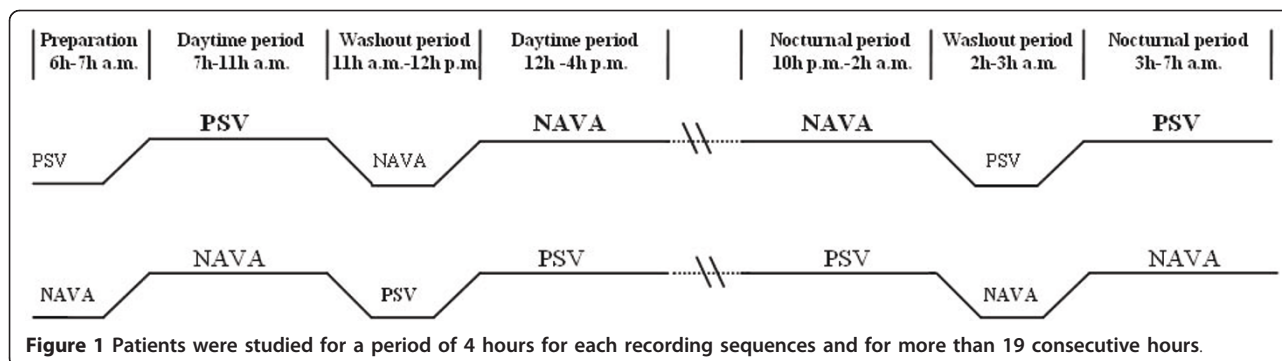 Preparation Daytime period Washout period Daytime period Nocturnal period Washout period Nocturnal period
6h-7h a.m. 7h-11h a.m. 11h a.m.-12h p.m. 12h -4h p.m. 10h p.m.-2h a.m. 2h-3h a.m. 3h-7h a.m.
PSV NAVA NAVA PSV
PSV NAVA PSV
NAVA PSV PSV NAVA
NAVA PSV NAVA
Figure 1 Patients were studied for a period of 4 hours for each recording sequences and for more than 19 consecutive hours.